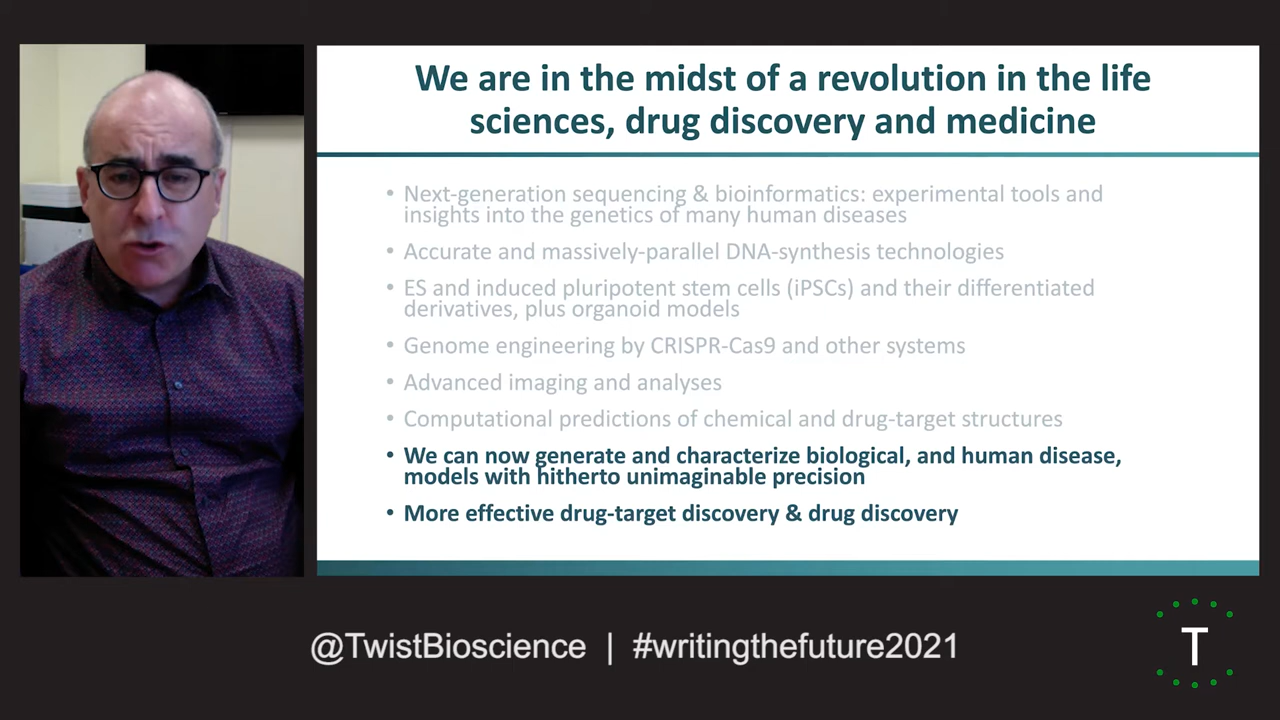 We are in the midst of a revolution in the life
sciences, drug discovery and medicine
• Next-generation sequencing & bioinformatics: experimental tools and
insights into the genetics of many human diseases
• Accurate and massively-parallel DNA-synthesis technologies
• ES and induced pluripotent stem cells (iPSCs) and their differentiated
derivatives, plus organoid models
• Genome engineering by CRISPR-Cas9 and other systems
• Advanced imaging and analyses
• Computational predictions of chemical and drug-target structures
• We can now generate and characterize biological, and human disease,
models with hitherto unimaginable precision
• More effective drug-target discovery & drug discovery
@TwistBioscience | #writingthefuture2021
T